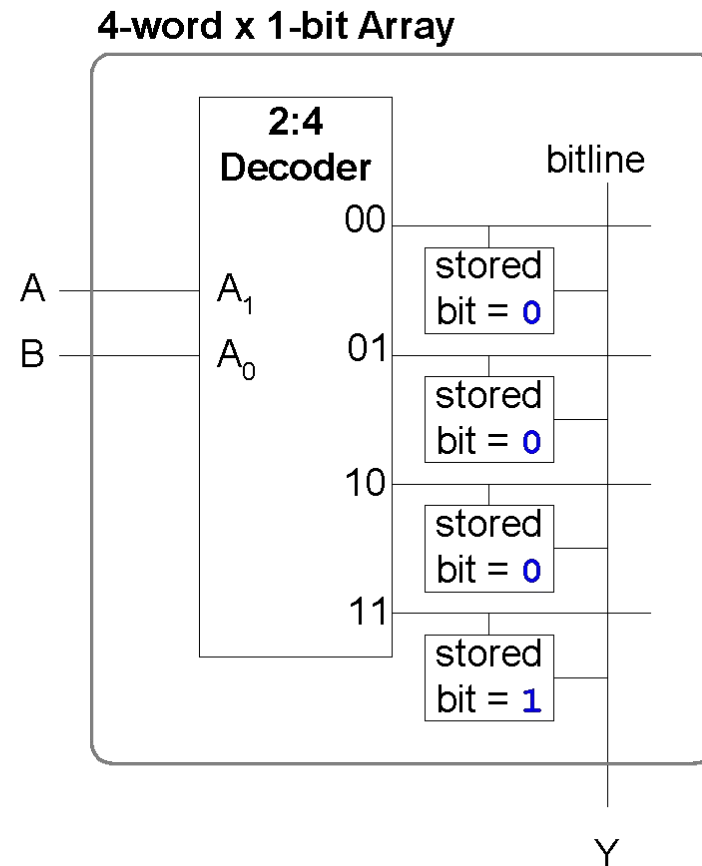 4-word x 1-bit Array
2:4
Decoder
bitline
00
stored
bit = 0
A
A1
B
A0
01
stored
bit = 0
10
stored
bit = 0
11
stored
bit = 1
Y